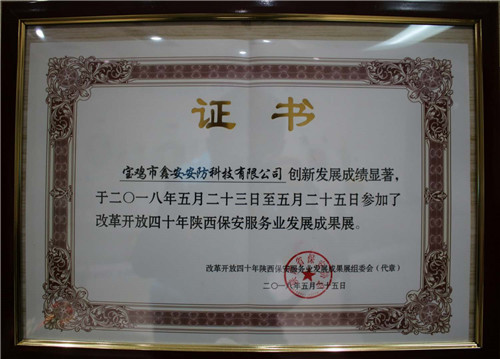 证书
宝鸡市鑫安安防科技有限公司 创新发展成绩显著，
于二〇一八年五月二十三日至五月二十五日参加了
改革开放四十年陕西保安服务业发展成果展。
改革开放四十年陕西保安服务业发展成果展组委会（代章）
二〇一八年五月二十五日